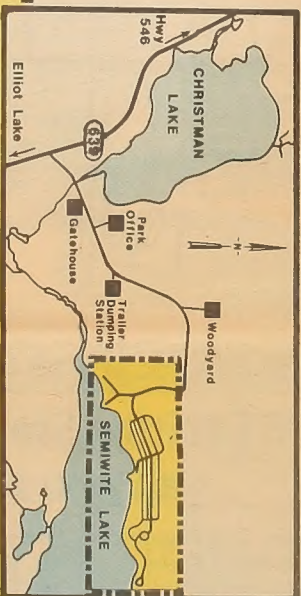 Hwy
546
CHRISTMAN
LAKE
Elliot Lake
639
Park
Office
Gatehouse
-N-
Woodyard
Trailer
Dumping
Station
SEMIWITE LAKE